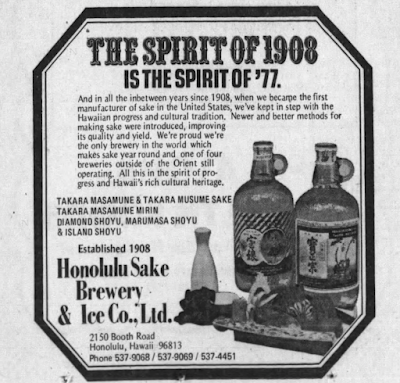 THE SPIRIT OF 1908
IS THE SPIRIT OF '77.
And in all the inbetween years since 1908, when we became the first
manufacturer of sake in the United States, we've kept in step with the
Hawaiian progress and cultural tradition. Newer and better methods for
making sake were introduced, improving
its quality and yield. We're proud we're
the only brewery in the world which
makes sake year round and one of four
breweries outside of the Orient still
operating. All this in the spirit of pro-
gress and Hawaii's rich cultural heritage.
TAKARA MASAMUNE & TAKARA MUSUME SAKE
TAKARA MASAMUNE MIRIN
DIAMOND SHOYU, MARUMASA SHOYU
& ISLAND SHOYU
Established 1908
Honolulu Sake
Brewery
& Ice Co., Ltd.
2150 Booth Road
Honolulu, Hawaii 96813
Phone 537-9068 / 537-9069 / 537-4451